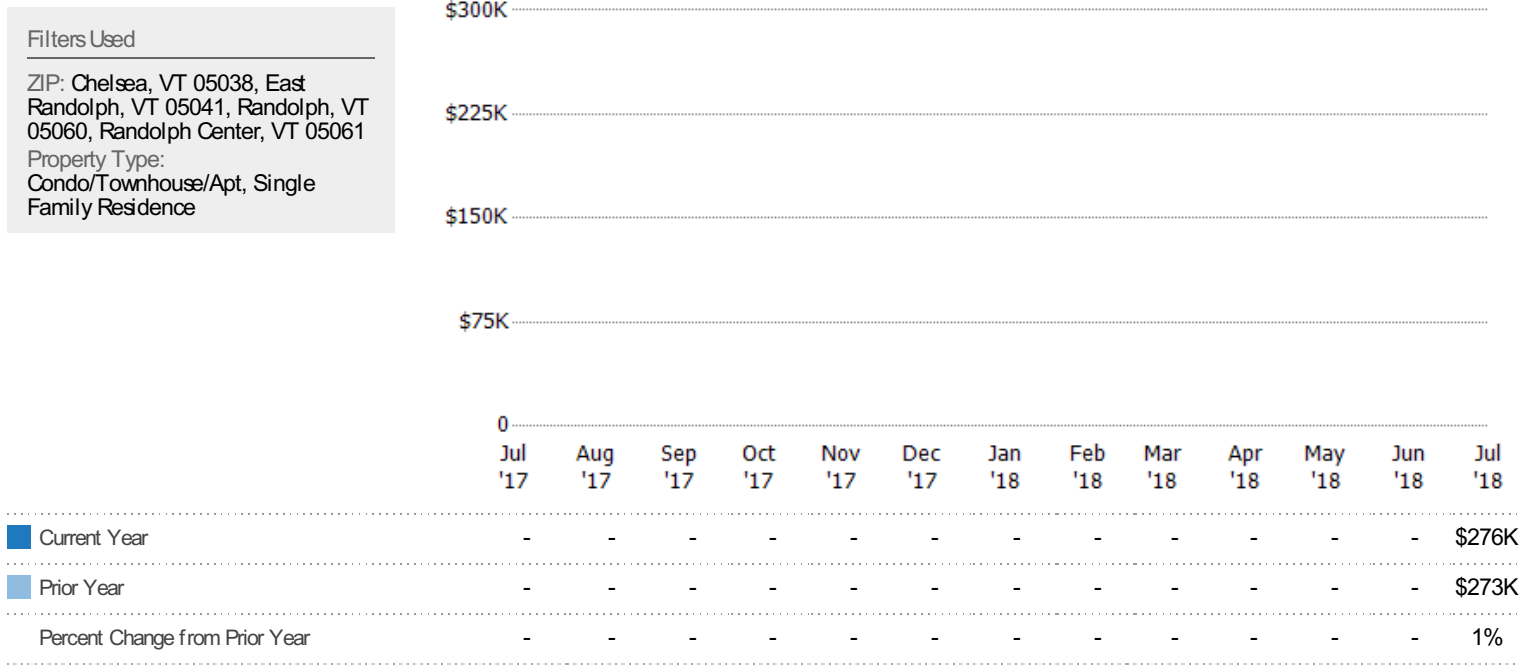 Filters Used
ZIP: Chelsea, VT 05038, East
Randolph, VT 05041, Randolph, VT
05060, Randolph Center, VT 05061
Property Type:
Condo/Townhouse/Apt, Single
Family Residence
$300K
$225K
$150K
$75K
0
Jul Aug Sep Oct Nov Dec Jan Feb Mar Apr May Jun Jul
'17 '17 '17 '17 '17 '17 '18 '18 '18 '18 '18 '18 '18
Current Year - - - - - - - - - - - - $276K
Prior Year - - - - - - - - - - - - $273K
Percent Change from Prior Year - - - - - - - - - - - - 1%